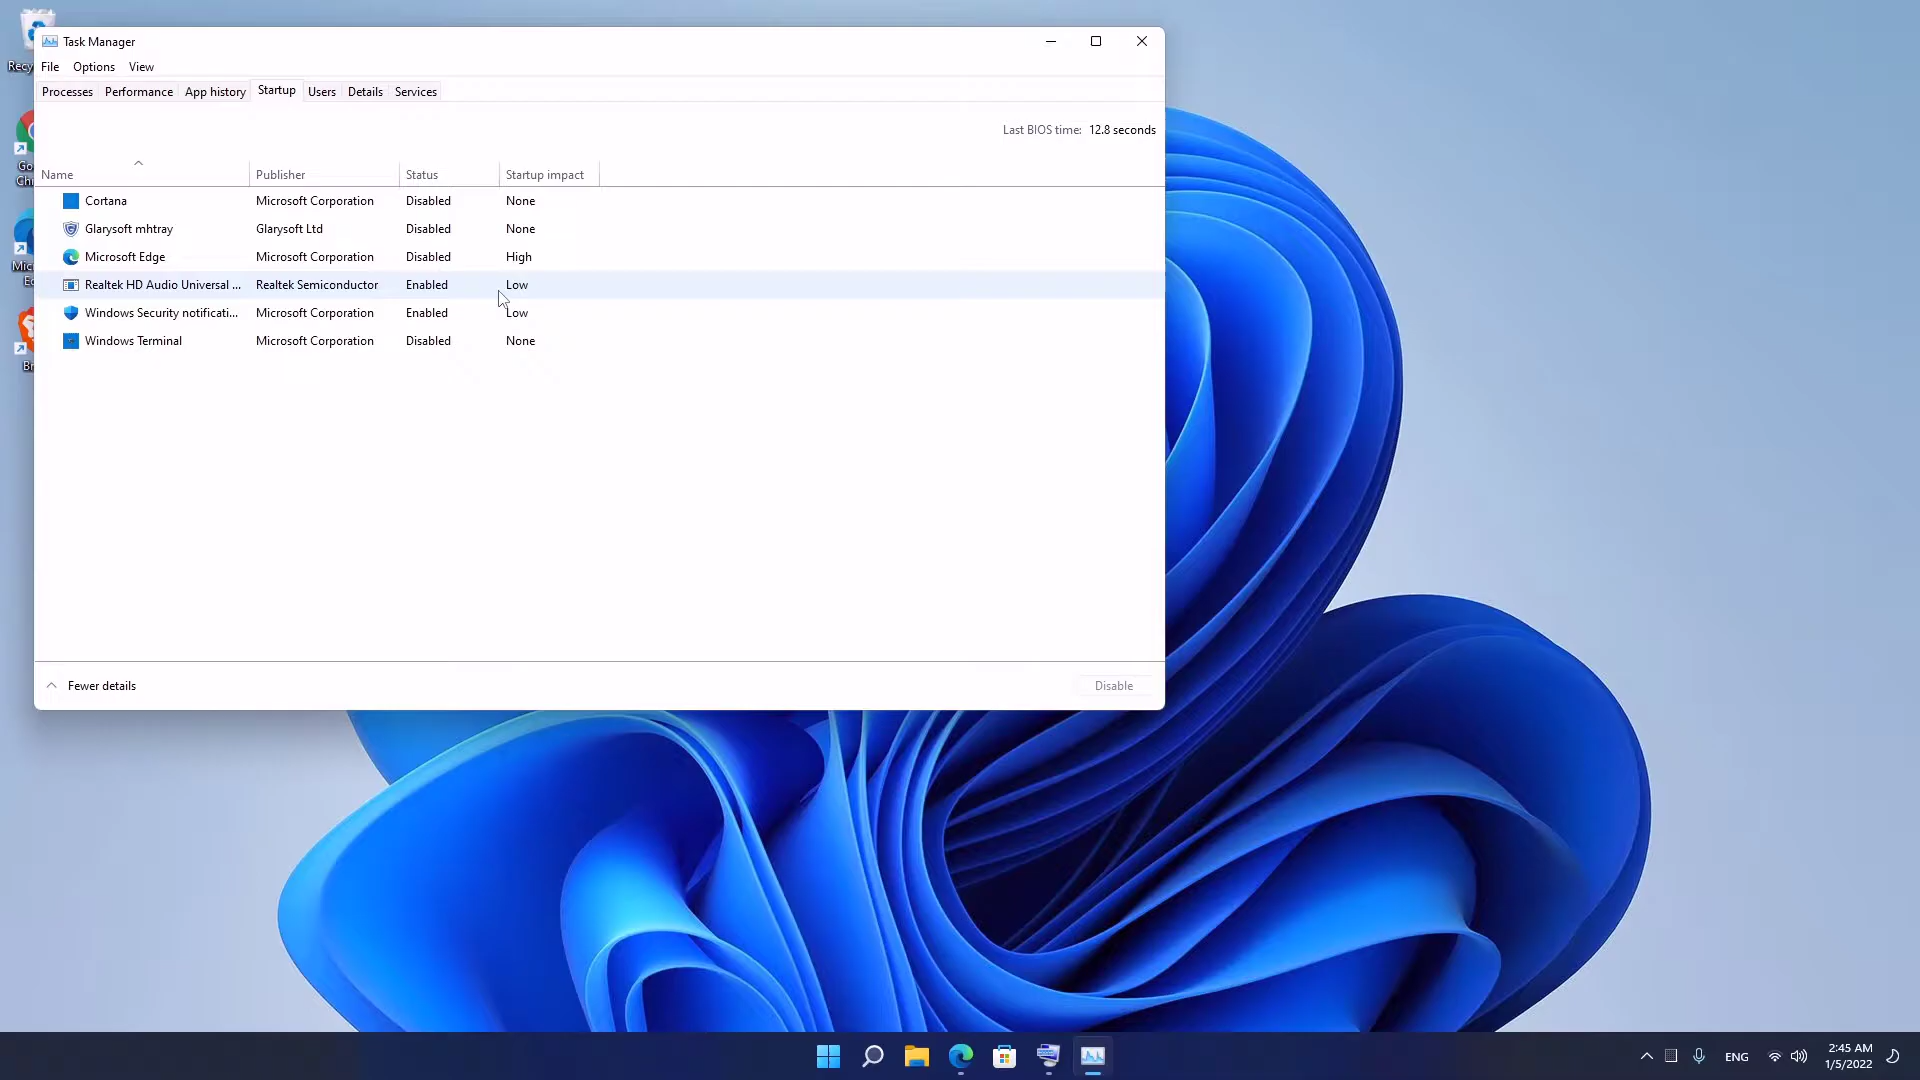 Task Manager
File Options View
Processes Performance App history Startup Users Details Services
Last BIOS time: 12.8 seconds
Name Publisher Status Startup impact
Cortana Microsoft Corporation Disabled None
Glarysoft mhtray Glarysoft Ltd Disabled None
Microsoft Edge Microsoft Corporation Disabled High
Realtek HD Audio Universal ... Realtek Semiconductor Enabled Low
Windows Security notificati... Microsoft Corporation Enabled Low
Windows Terminal Microsoft Corporation Disabled None
Fewer details Disable
ENG
2:45 AM
1/5/2022